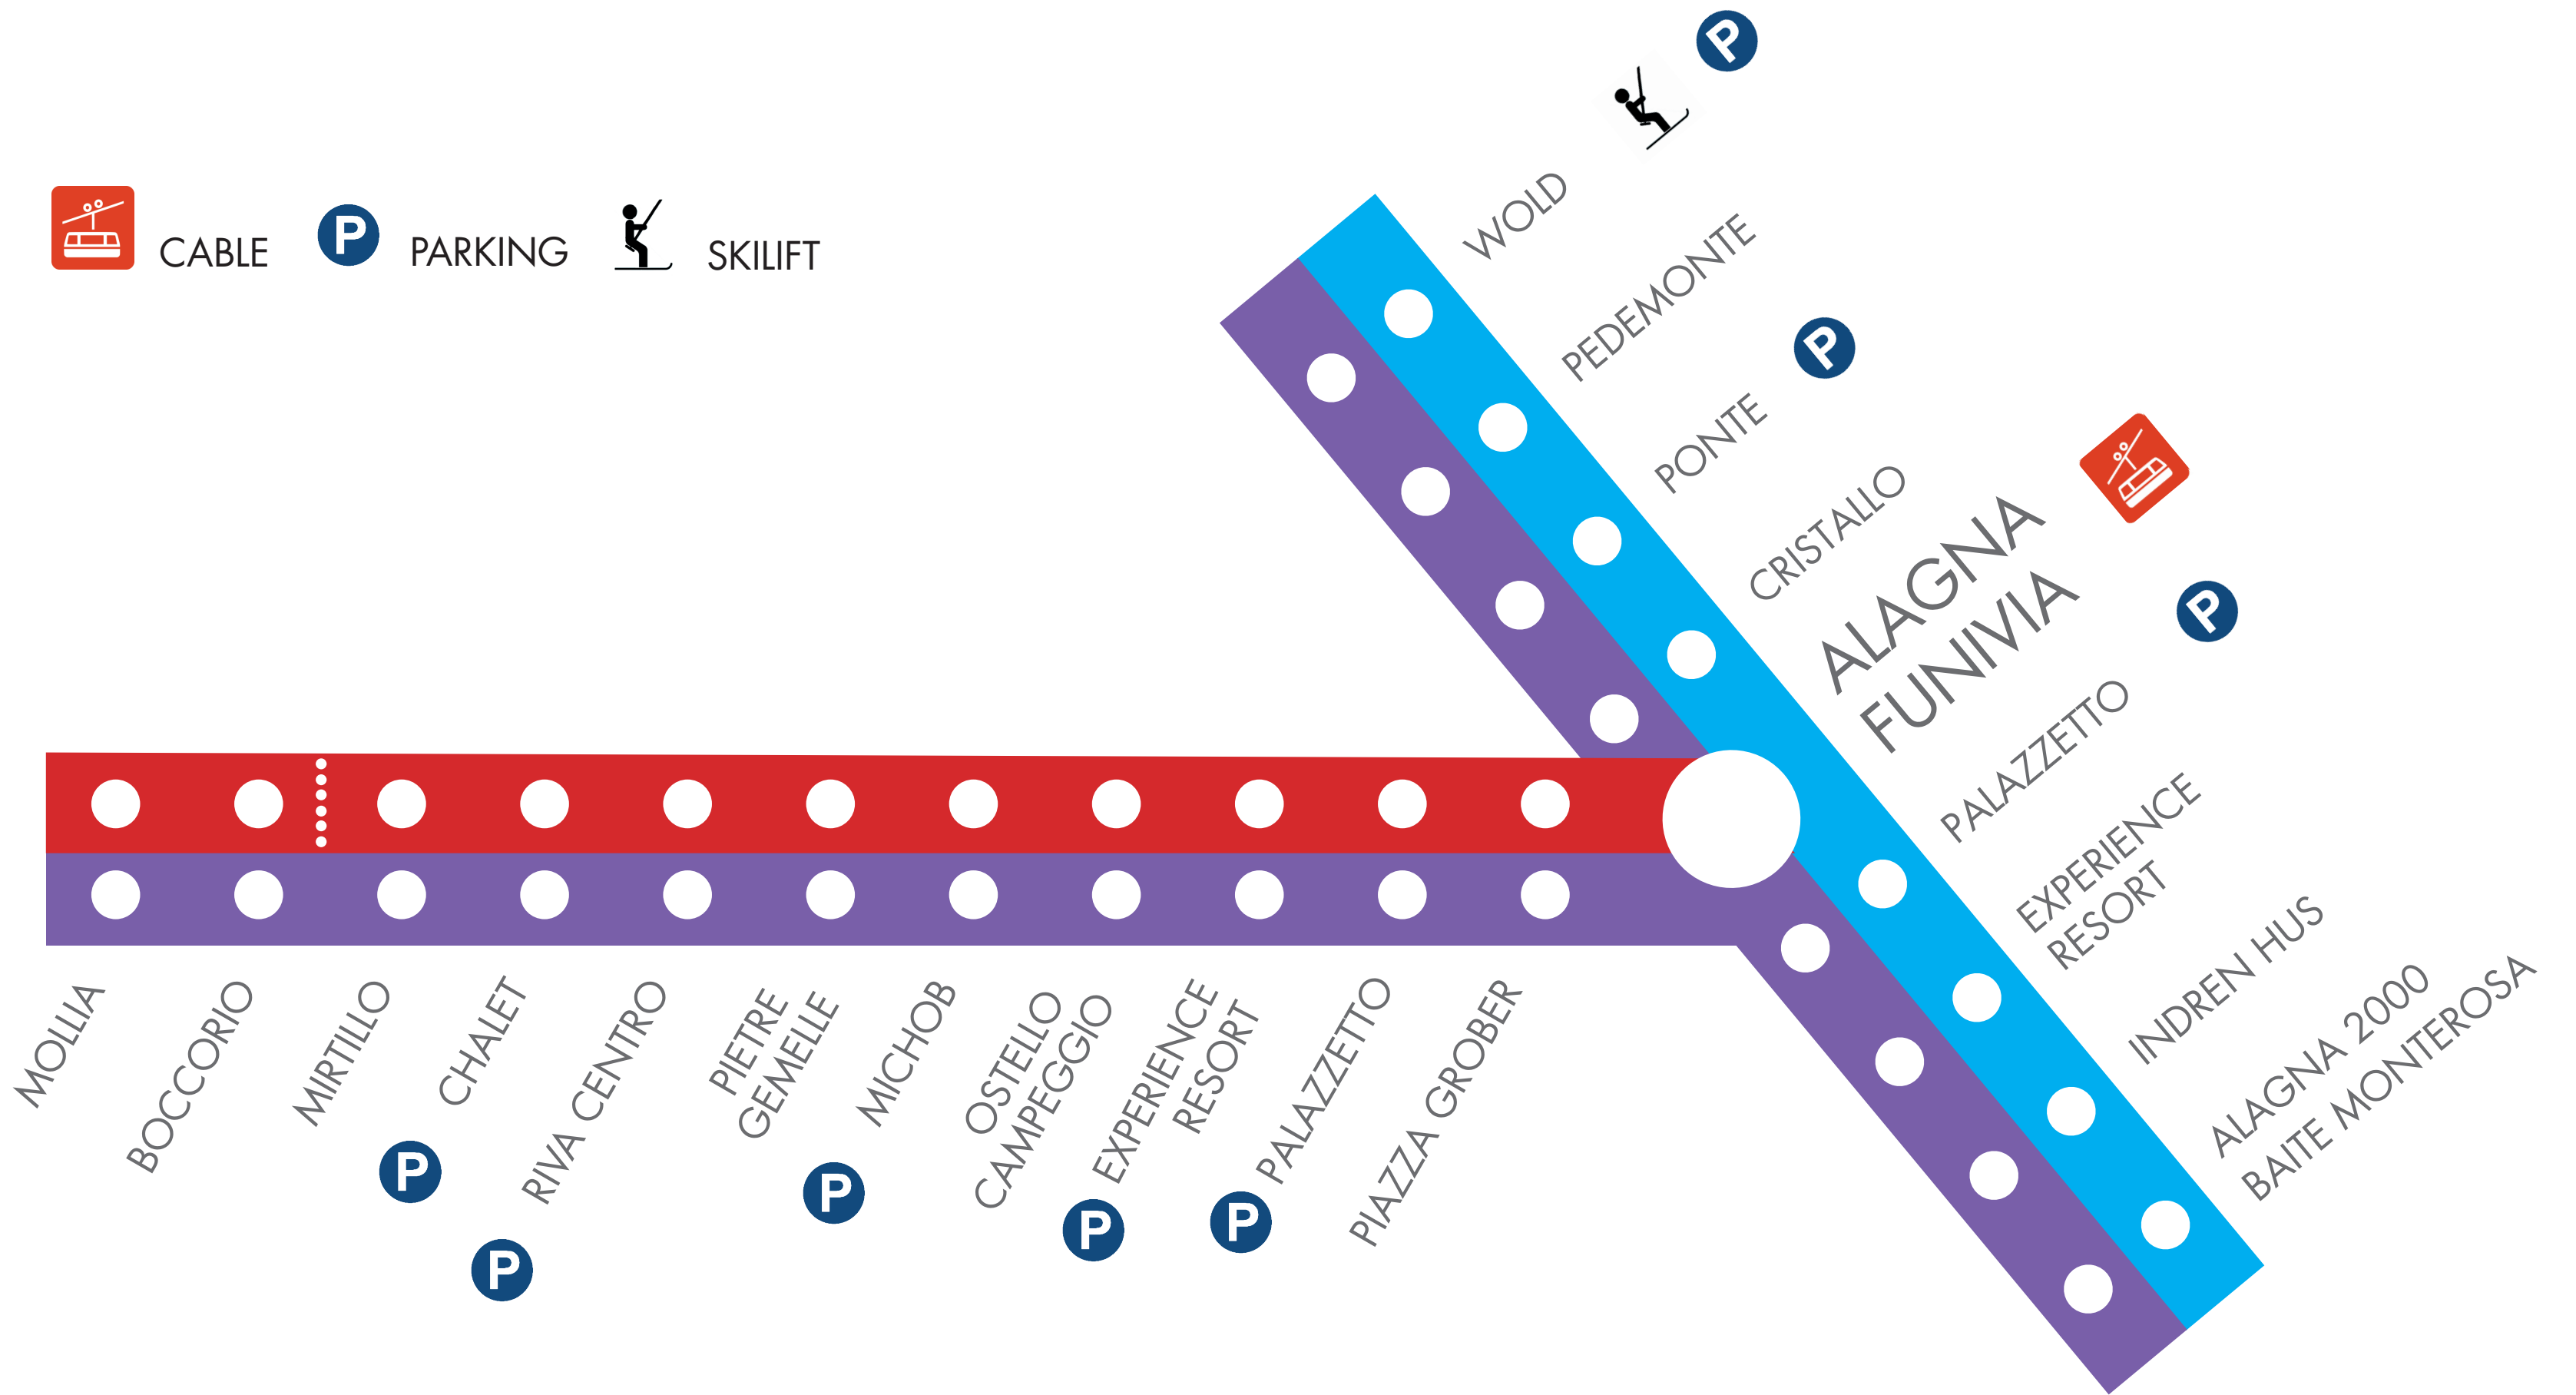 CABLE
P
PARKING
SKILIFT
P
WOLD
PEDEMONTE
PONTE
P
CRISTALLO
ALAGNA
FUNIVIA
PALAZZETTO
P
EXPERIENCE
RESORT
INDREN HUS
ALAGNA 2000
BAITE MONTEROSA
MOLLIA
BOCCORIO
MIRTILLO
CHALET
P
RIVA CENTRO
P
PIETRE
GEMELLE
MICHOB
P
OSTELLO
CAMPEGGIO
EXPERIENCE
RESORT
P
PALAZZETTO
P
PIAZZA GROBER